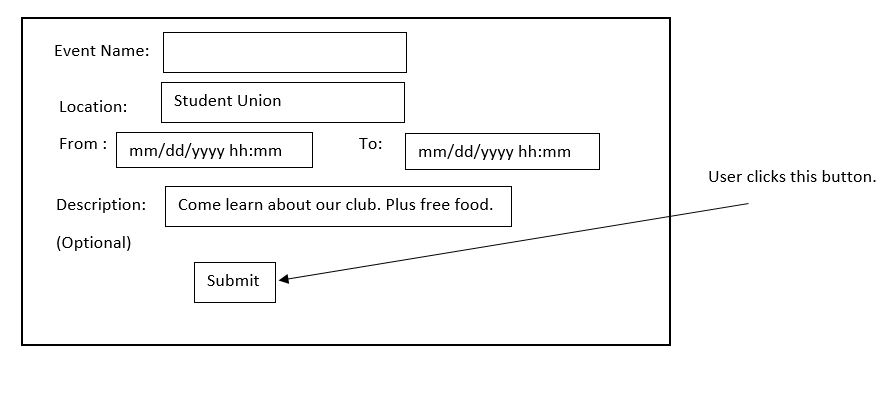 Event Name:
Location: Student Union
From : mm/dd/yyyy hh:mm To: mm/dd/yyyy hh:mm
User clicks this button.
Description: Come learn about our club. Plus free food.
(Optional)
Submit